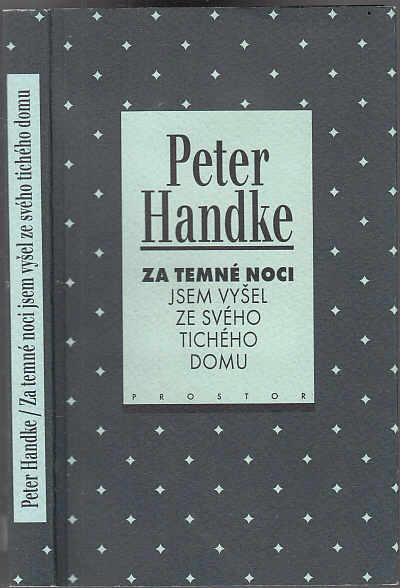 Peter Handke / Za temné noci jsem vyšel ze svého tichého domu
Peter
Handke
ZA TEMNÉ NOCI
JSEM VYŠEL
ZE SVÉHO
TICHÉHO
DOMU
PROSTOR